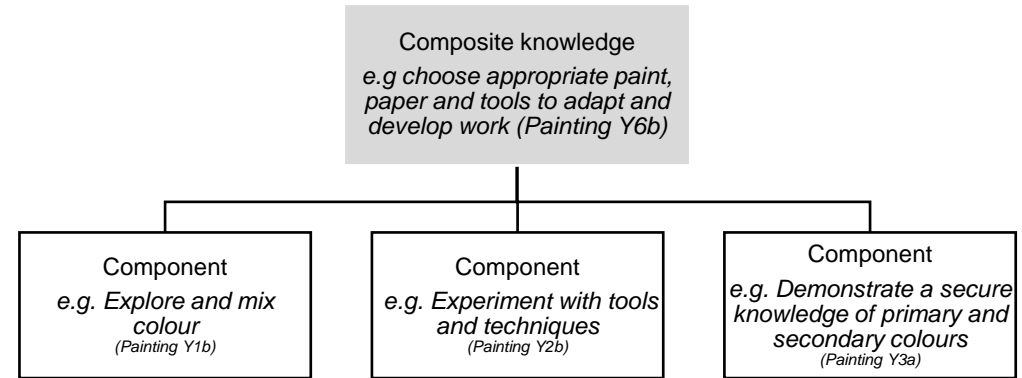 Composite knowledge
e.g choose appropriate paint,
paper and tools to adapt and
develop work (Painting Y6b)
Component
e.g. Explore and mix
colour
(Painting Y1b)
Component
e.g. Experiment with tools
and techniques
(Painting Y2b)
Component
e.g. Demonstrate a secure
knowledge of primary and
secondary colours
(Painting Y3a)